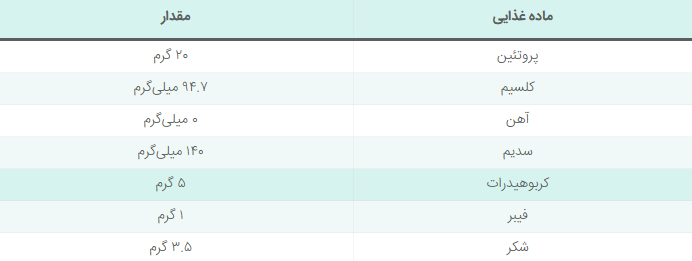 ماده غذایی مقدار
پروتئین ۲۰ گرم
کلسیم ۹۴.۷ میلی‌گرم
آهن ۰ میلی‌گرم
سدیم ۱۴۰ میلی‌گرم
کربوهیدرات ۵ گرم
فیبر ۱ گرم
شکر ۳.۵ گرم